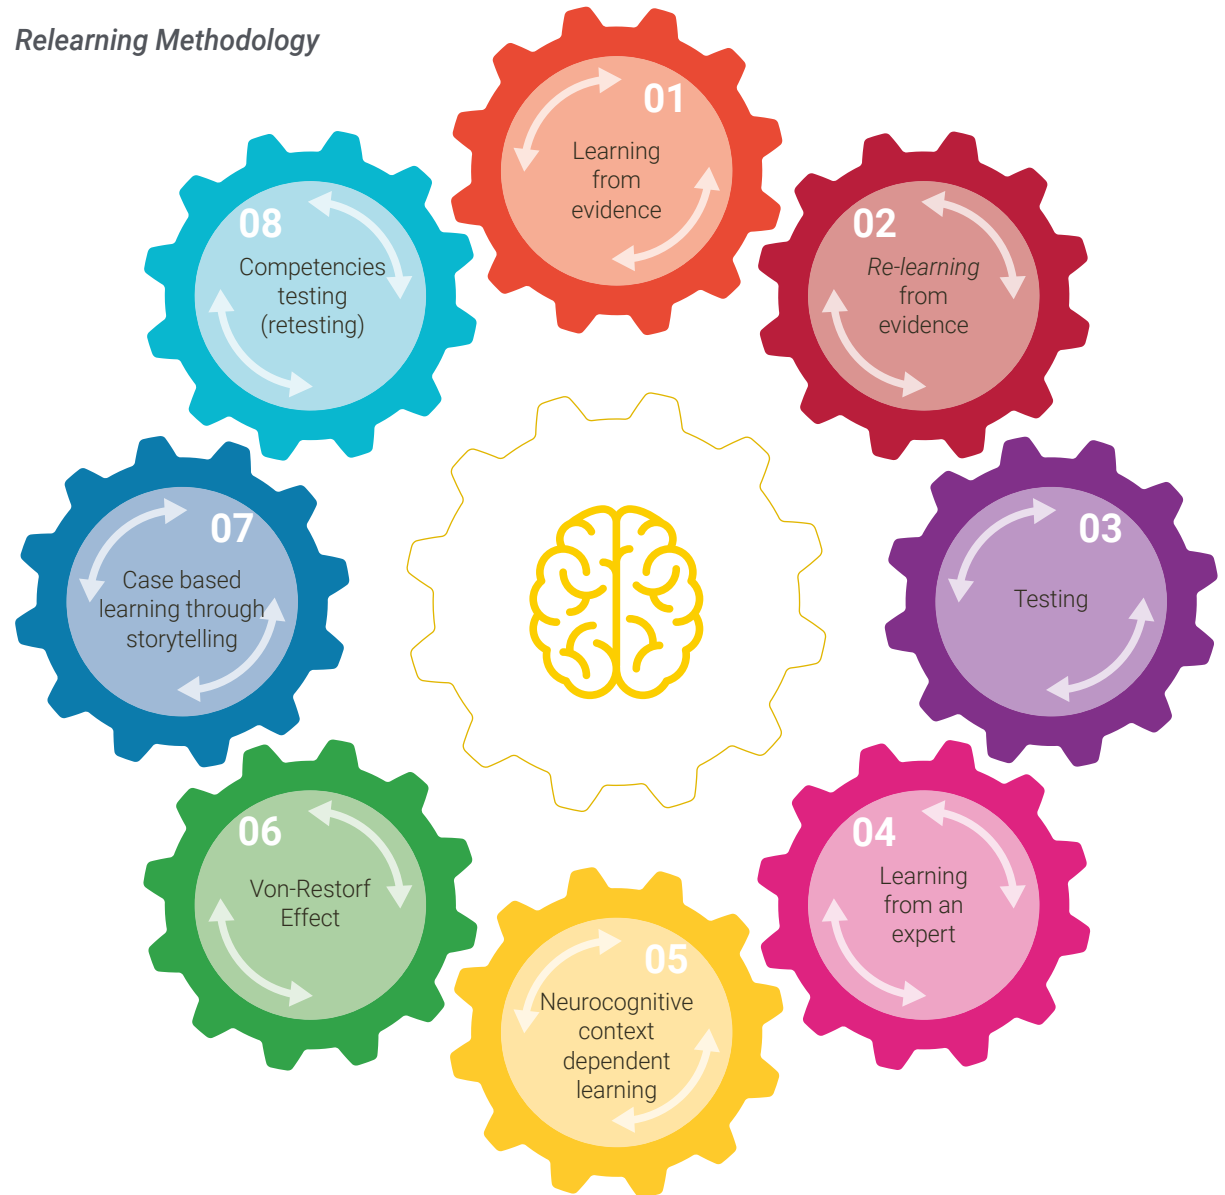 Relearning Methodology
01
Learning
from
evidence
02
Re-learning
from
evidence
03
Testing
04
Learning
from an
expert
05
Neurocognitive
context
dependent
learning
06
Von-Restorf
Effect
07
Case based
learning through
storytelling
08
Competencies
testing
(retesting)